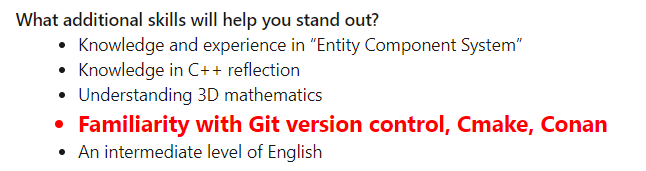 What additional skills will help you stand out?
• Knowledge and experience in “Entity Component System”
• Knowledge in C++ reflection
• Understanding 3D mathematics
• Familiarity with Git version control, Cmake, Conan
• An intermediate level of English